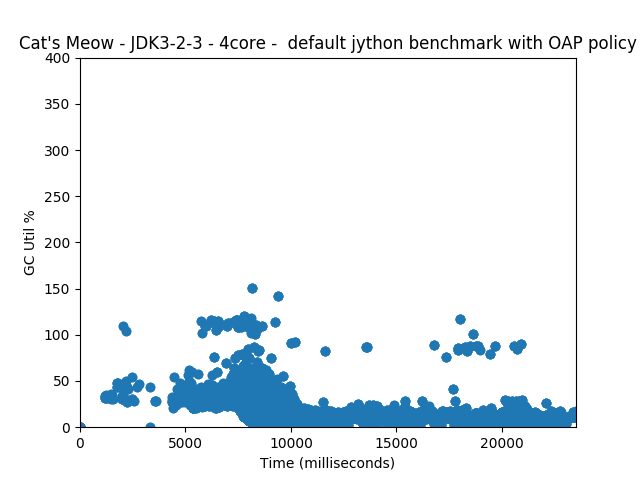 Cat's Meow - JDK3-2-3 - 4core -  default jython benchmark with OAP policy
400
350
300
250
200
150
100
50
0
GC Util %
0 5000 10000 15000 20000
Time (milliseconds)